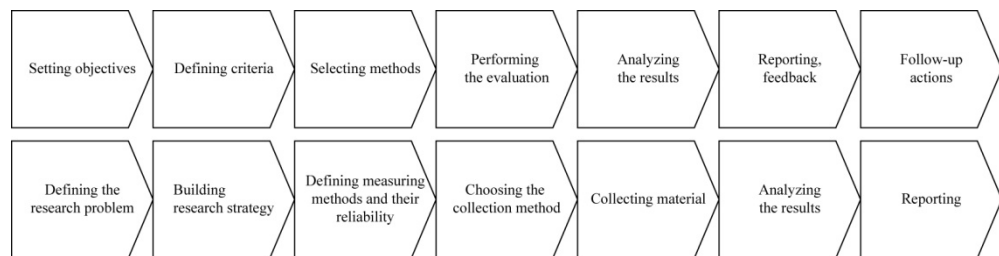 Setting objectives
Defining criteria
Selecting methods
Performing
the evaluation
Analyzing
the results
Reporting,
feedback
Follow-up
actions
Defining the
research problem
Building
research strategy
Defining measuring
methods and their
reliability
Choosing the
collection method
Collecting material
Analyzing
the results
Reporting